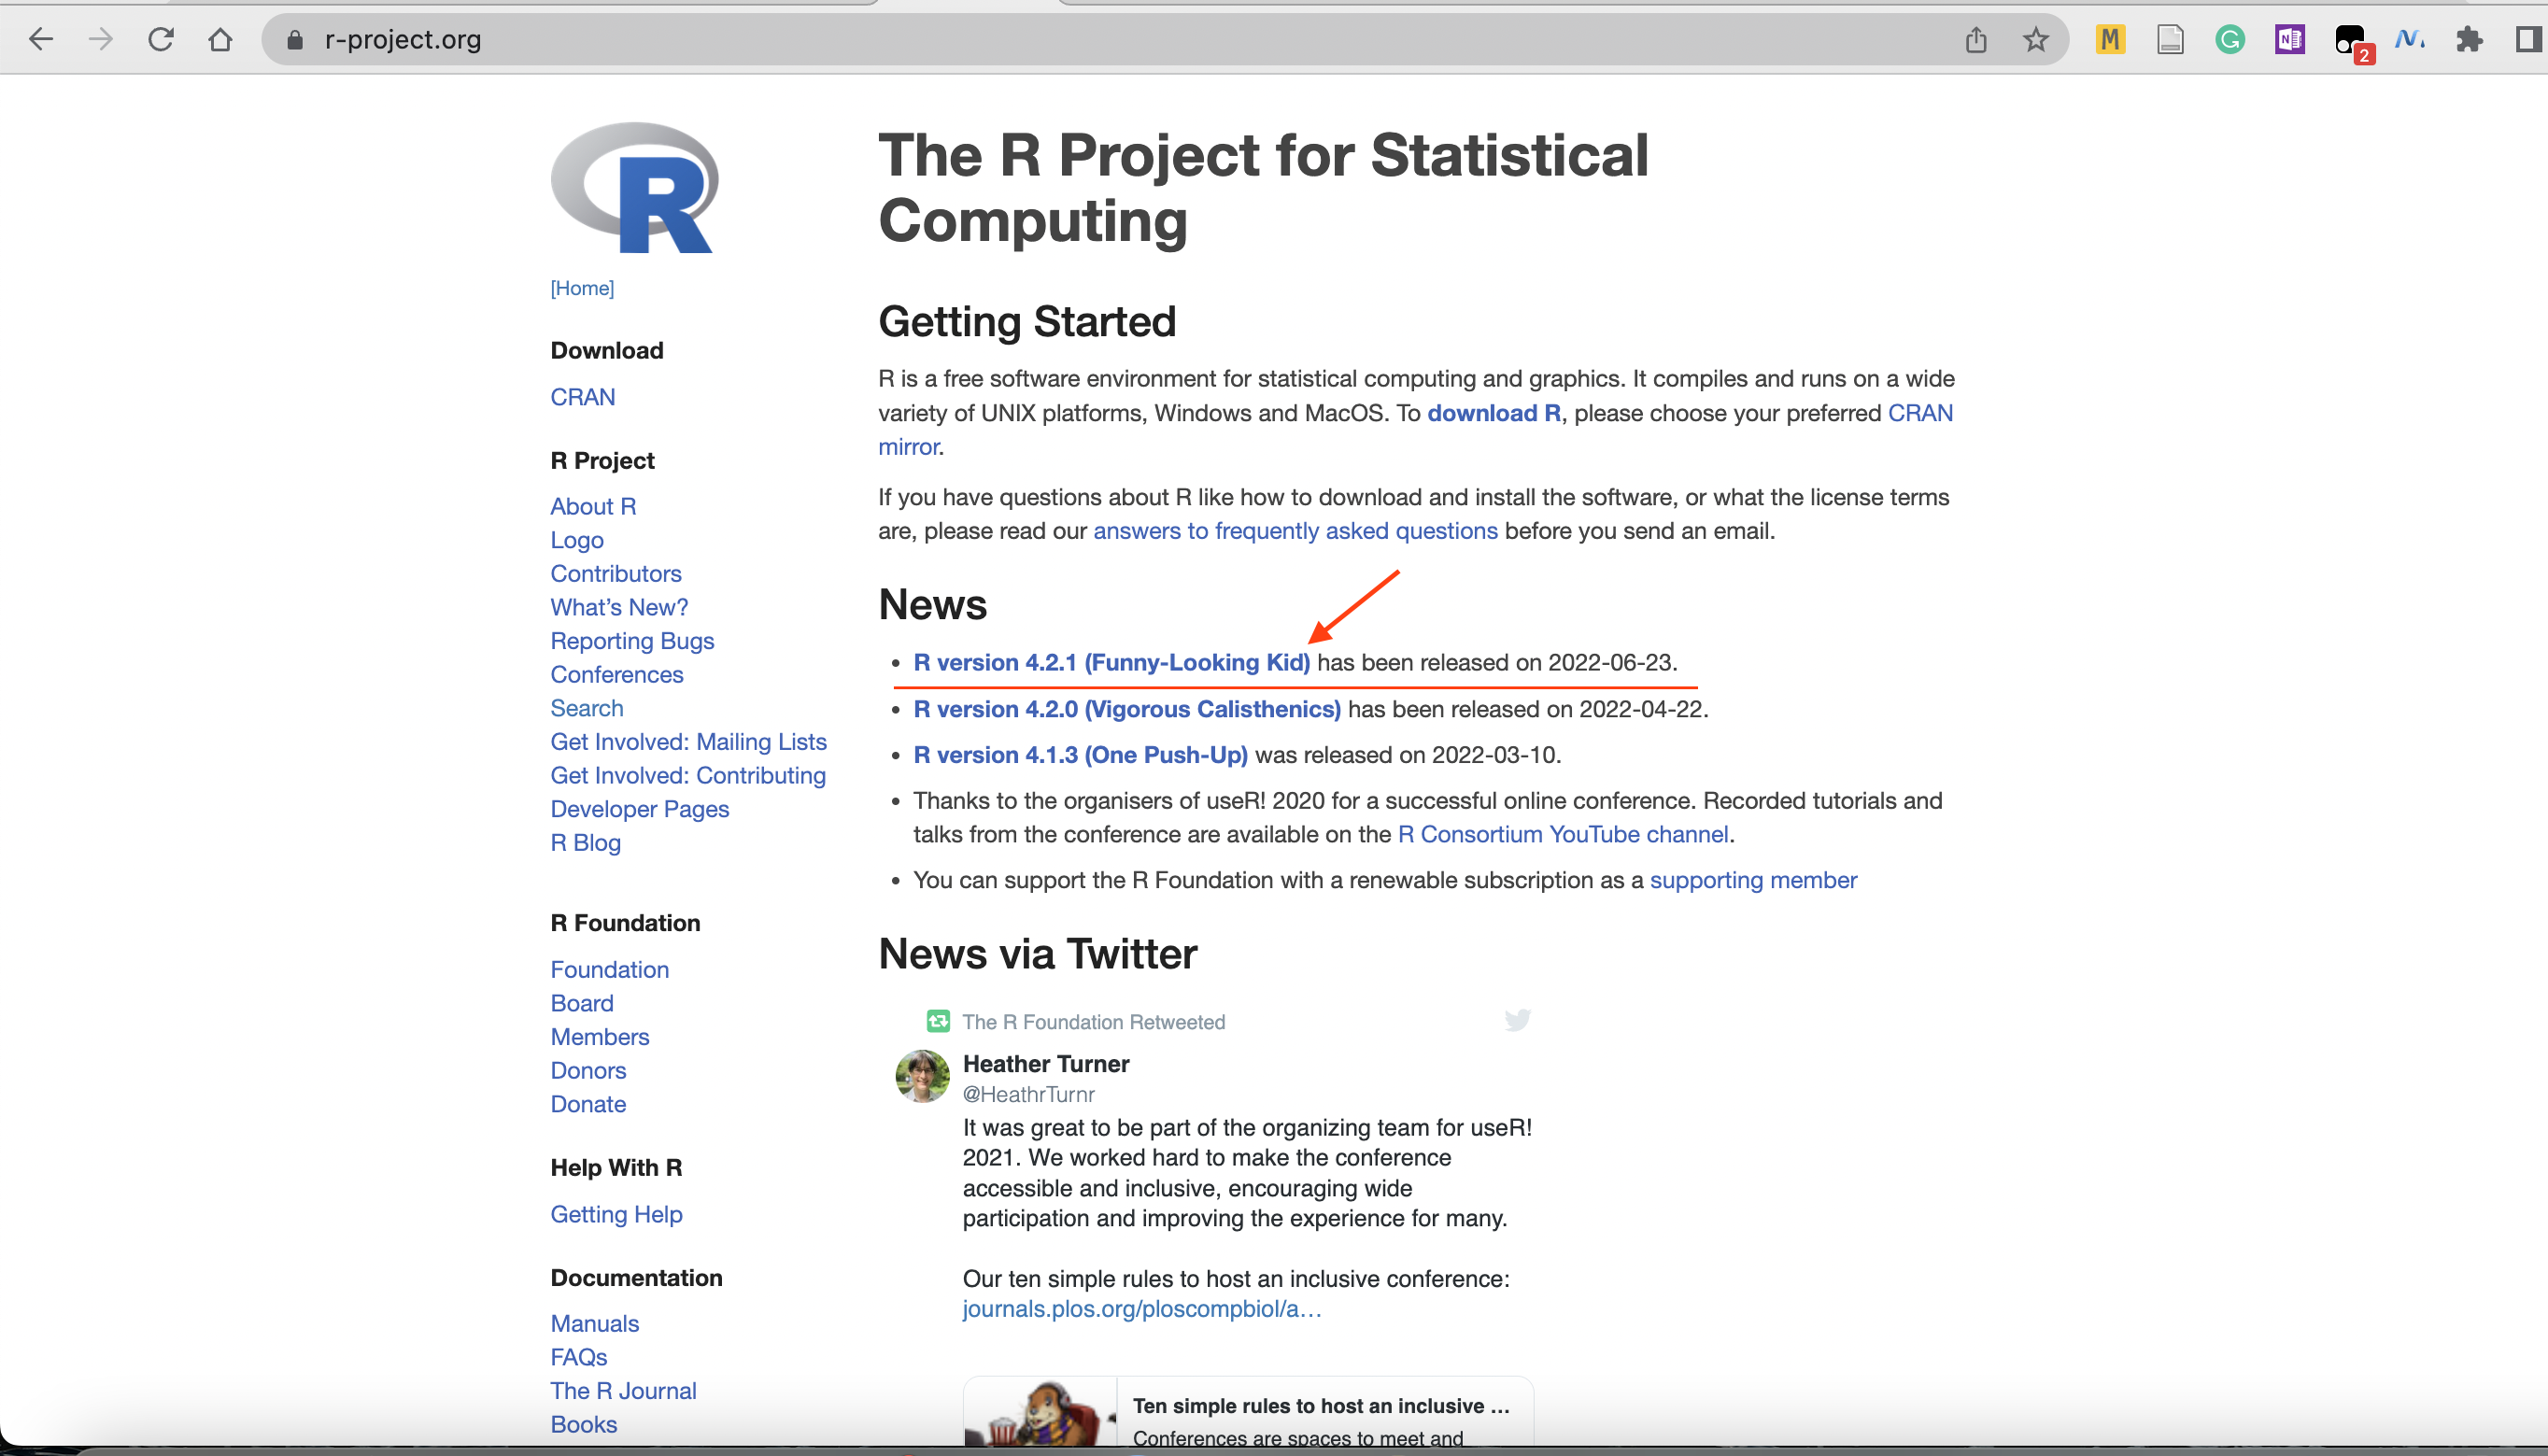 r-project.org
M
G
N
2
R
[Home]
Download
CRAN
R Project
About R
Logo
Contributors
What’s New?
Reporting Bugs
Conferences
Search
Get Involved: Mailing Lists
Get Involved: Contributing
Developer Pages
R Blog
R Foundation
Foundation
Board
Members
Donors
Donate
Help With R
Getting Help
Documentation
Manuals
FAQs
The R Journal
Books
The R Project for Statistical
Computing
Getting Started
R is a free software environment for statistical computing and graphics. It compiles and runs on a wide
variety of UNIX platforms, Windows and MacOS. To download R, please choose your preferred CRAN
mirror.
If you have questions about R like how to download and install the software, or what the license terms
are, please read our answers to frequently asked questions before you send an email.
News
• R version 4.2.1 (Funny-Looking Kid) has been released on 2022-06-23.
• R version 4.2.0 (Vigorous Calisthenics) has been released on 2022-04-22.
• R version 4.1.3 (One Push-Up) was released on 2022-03-10.
• Thanks to the organisers of useR! 2020 for a successful online conference. Recorded tutorials and
talks from the conference are available on the R Consortium YouTube channel.
• You can support the R Foundation with a renewable subscription as a supporting member
News via Twitter
The R Foundation Retweeted
Heather Turner
@HeathrTurnr
It was great to be part of the organizing team for useR!
2021. We worked hard to make the conference
accessible and inclusive, encouraging wide
participation and improving the experience for many.
Our ten simple rules to host an inclusive conference:
journals.plos.org/ploscompbiol/a…
Ten simple rules to host an inclusive ...
Conferences are spaces to meet and